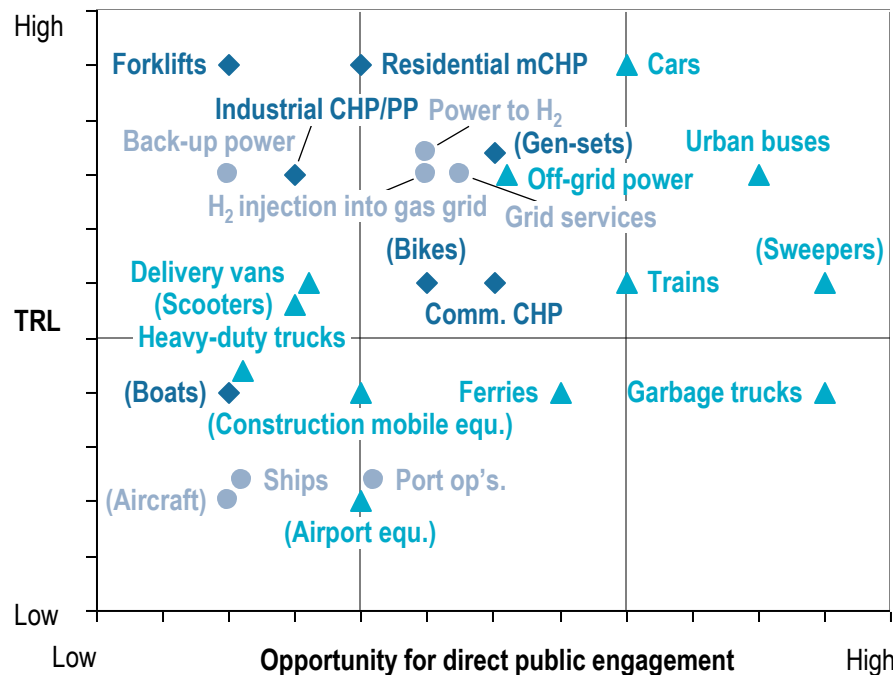 High
Forklifts
Residential mCHP
Cars
Industrial CHP/PP
Power to H₂
Back-up power
(Gen-sets)
Urban buses
Off-grid power
H₂ injection into gas grid
Grid services
(Bikes)
(Sweepers)
Delivery vans
Trains
(Scooters)
Comm. CHP
TRL
Heavy-duty trucks
(Boats)
Ferries
Garbage trucks
(Construction mobile equ.)
Ships
Port op's.
(Aircraft)
(Airport equ.)
Low
Low
Opportunity for direct public engagement
High